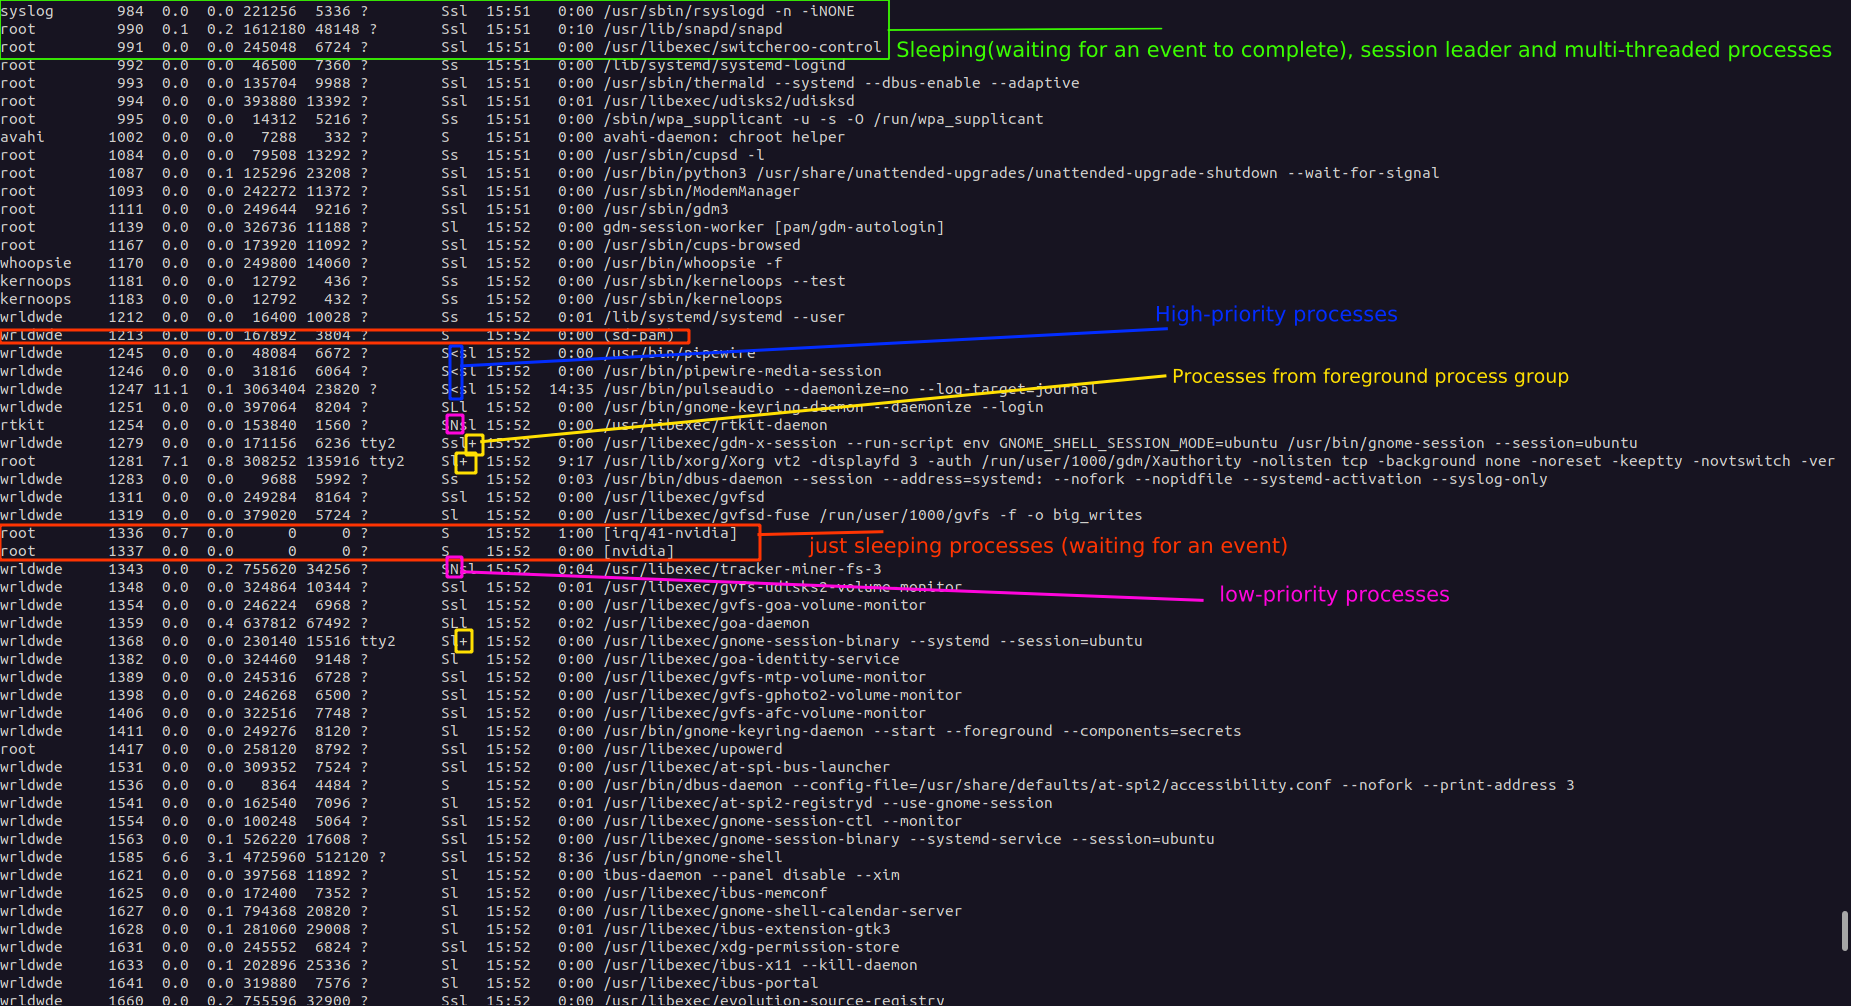 syslog 984 0.0 0.0 221256 5336 ? Ssl 15:51 0:00 /usr/sbin/rsyslogd -n -iNONE
root 990 0.1 0.2 1612180 48148 ? Ssl 15:51 0:10 /usr/lib/snapd/snapd
root 991 0.0 0.0 245048 6724 ? Ssl 15:51 0:00 /usr/libexec/switcheroo-control
Sleeping(waiting for an event to complete), session leader and multi-threaded processes
root 992 0.0 0.0 46500 7360 ? Ss 15:51 0:00 /lib/systemd/systemd-logind
root 993 0.0 0.0 135704 9988 ? Ssl 15:51 0:00 /usr/sbin/thermald --systemd --dbus-enable --adaptive
root 994 0.0 0.0 393880 13392 ? Ssl 15:51 0:01 /usr/libexec/udisks2/udisksd
root 995 0.0 0.0 14312 5216 ? Ss 15:51 0:00 /sbin/wpa_supplicant -u -s -O /run/wpa_supplicant
avahi 1002 0.0 0.0 7288 332 ? S 15:51 0:00 avahi-daemon: chroot helper
root 1084 0.0 0.0 79508 13292 ? Ss 15:51 0:00 /usr/sbin/cupsd -l
root 1087 0.0 0.1 125296 23208 ? Ssl 15:51 0:00 /usr/bin/python3 /usr/share/unattended-upgrades/unattended-upgrade-shutdown --wait-for-signal
root 1093 0.0 0.0 242272 11372 ? Ssl 15:51 0:00 /usr/sbin/ModemManager
root 1111 0.0 0.0 249644 9216 ? Ssl 15:51 0:00 /usr/sbin/gdm3
root 1139 0.0 0.0 326736 11188 ? Sl 15:52 0:00 gdm-session-worker [pam/gdm-autologin]
root 1167 0.0 0.0 173920 11092 ? Ssl 15:52 0:00 /usr/sbin/cups-browsed
whoopsie 1170 0.0 0.0 249800 14060 ? Ssl 15:52 0:00 /usr/bin/whoopsie -f
kernoops 1181 0.0 0.0 12792 436 ? Ss 15:52 0:00 /usr/sbin/kerneloops --test
kernoops 1183 0.0 0.0 12792 432 ? Ss 15:52 0:00 /usr/sbin/kerneloops
wrldwde 1212 0.0 0.0 16400 10028 ? Ss 15:52 0:01 /lib/systemd/systemd --user
High-priority processes
wrldwde 1213 0.0 0.0 167892 3804 ? S 15:52 0:00 (sd-pam)
wrldwde 1245 0.0 0.0 48084 6672 ? S<sl 15:52 0:00 /usr/bin/pipewire
wrldwde 1246 0.0 0.0 31816 6064 ? S<sl 15:52 0:00 /usr/bin/pipewire-media-session
Processes from foreground process group
wrldwde 1247 11.1 0.1 3063404 23820 ? S<sl 15:52 14:35 /usr/bin/pulseaudio --daemonize=no --log-target=journal
wrldwde 1251 0.0 0.0 397064 8204 ? SLl 15:52 0:00 /usr/bin/gnome-keyring-daemon --daemonize --login
rtkit 1254 0.0 0.0 153840 1560 ? SNsl 15:52 0:00 /usr/libexec/rtkit-daemon
wrldwde 1279 0.0 0.0 171156 6236 tty2 Ssl+ 15:52 0:00 /usr/libexec/gdm-x-session --run-script env GNOME_SHELL_SESSION_MODE=ubuntu /usr/bin/gnome-session --session=ubuntu
root 1281 7.1 0.8 308252 135916 tty2 Sl+ 15:52 9:17 /usr/lib/xorg/Xorg vt2 -displayfd 3 -auth /run/user/1000/gdm/Xauthority -nolisten tcp -background none -noreset -keeptty -novtswitch -ver
wrldwde 1283 0.0 0.0 9688 5992 ? Ss 15:52 0:03 /usr/bin/dbus-daemon --session --address=systemd: --nofork --nopidfile --systemd-activation --syslog-only
wrldwde 1311 0.0 0.0 249284 8164 ? Ssl 15:52 0:00 /usr/libexec/gvfsd
wrldwde 1319 0.0 0.0 379020 5724 ? Sl 15:52 0:00 /usr/libexec/gvfsd-fuse /run/user/1000/gvfs -f -o big_writes
root 1336 0.7 0.0 0 0 ? S 15:52 1:00 [irq/41-nvidia]
root 1337 0.0 0.0 0 0 ? S 15:52 0:00 [nvidia]
just sleeping processes (waiting for an event)
wrldwde 1343 0.0 0.2 755620 34256 ? SNsl 15:52 0:04 /usr/libexec/tracker-miner-fs-3
wrldwde 1348 0.0 0.0 324864 10344 ? Ssl 15:52 0:01 /usr/libexec/gvfs-udisks2-volume-monitor
low-priority processes
wrldwde 1354 0.0 0.0 246224 6968 ? Ssl 15:52 0:00 /usr/libexec/gvfs-goa-volume-monitor
wrldwde 1359 0.0 0.4 637812 67492 ? SLl 15:52 0:02 /usr/libexec/goa-daemon
wrldwde 1368 0.0 0.0 230140 15516 tty2 Sl+ 15:52 0:00 /usr/libexec/gnome-session-binary --systemd --session=ubuntu
wrldwde 1382 0.0 0.0 324460 9148 ? Sl 15:52 0:00 /usr/libexec/goa-identity-service
wrldwde 1389 0.0 0.0 245316 6728 ? Ssl 15:52 0:00 /usr/libexec/gvfs-mtp-volume-monitor
wrldwde 1398 0.0 0.0 246268 6500 ? Ssl 15:52 0:00 /usr/libexec/gvfs-gphoto2-volume-monitor
wrldwde 1406 0.0 0.0 322516 7748 ? Ssl 15:52 0:00 /usr/libexec/gvfs-afc-volume-monitor
wrldwde 1411 0.0 0.0 249276 8120 ? Sl 15:52 0:00 /usr/bin/gnome-keyring-daemon --start --foreground --components=secrets
root 1417 0.0 0.0 258120 8792 ? Ssl 15:52 0:00 /usr/libexec/upowerd
wrldwde 1531 0.0 0.0 309352 7524 ? Ssl 15:52 0:00 /usr/libexec/at-spi-bus-launcher
wrldwde 1536 0.0 0.0 8364 4484 ? S 15:52 0:00 /usr/bin/dbus-daemon --config-file=/usr/share/defaults/at-spi2/accessibility.conf --nofork --print-address 3
wrldwde 1541 0.0 0.0 162540 7096 ? Sl 15:52 0:01 /usr/libexec/at-spi2-registryd --use-gnome-session
wrldwde 1554 0.0 0.0 100248 5064 ? Ssl 15:52 0:00 /usr/libexec/gnome-session-ctl --monitor
wrldwde 1563 0.0 0.1 526220 17608 ? Ssl 15:52 0:00 /usr/libexec/gnome-session-binary --systemd-service --session=ubuntu
wrldwde 1585 6.6 3.1 4725960 512120 ? Ssl 15:52 8:36 /usr/bin/gnome-shell
wrldwde 1621 0.0 0.0 397568 11892 ? Sl 15:52 0:00 ibus-daemon --panel disable --xim
wrldwde 1625 0.0 0.0 172400 7352 ? Sl 15:52 0:00 /usr/libexec/ibus-memconf
wrldwde 1627 0.0 0.1 794368 20820 ? Sl 15:52 0:00 /usr/libexec/gnome-shell-calendar-server
wrldwde 1628 0.0 0.1 281060 29008 ? Sl 15:52 0:01 /usr/libexec/ibus-extension-gtk3
wrldwde 1631 0.0 0.0 245552 6824 ? Ssl 15:52 0:00 /usr/libexec/xdg-permission-store
wrldwde 1633 0.0 0.1 202896 25336 ? Sl 15:52 0:00 /usr/libexec/ibus-x11 --kill-daemon
wrldwde 1641 0.0 0.0 319880 7576 ? Sl 15:52 0:00 /usr/libexec/ibus-portal
wrldwde 1660 0.0 0.2 755596 32900 ? Ssl 15:52 0:00 /usr/libexec/evolution-source-registry